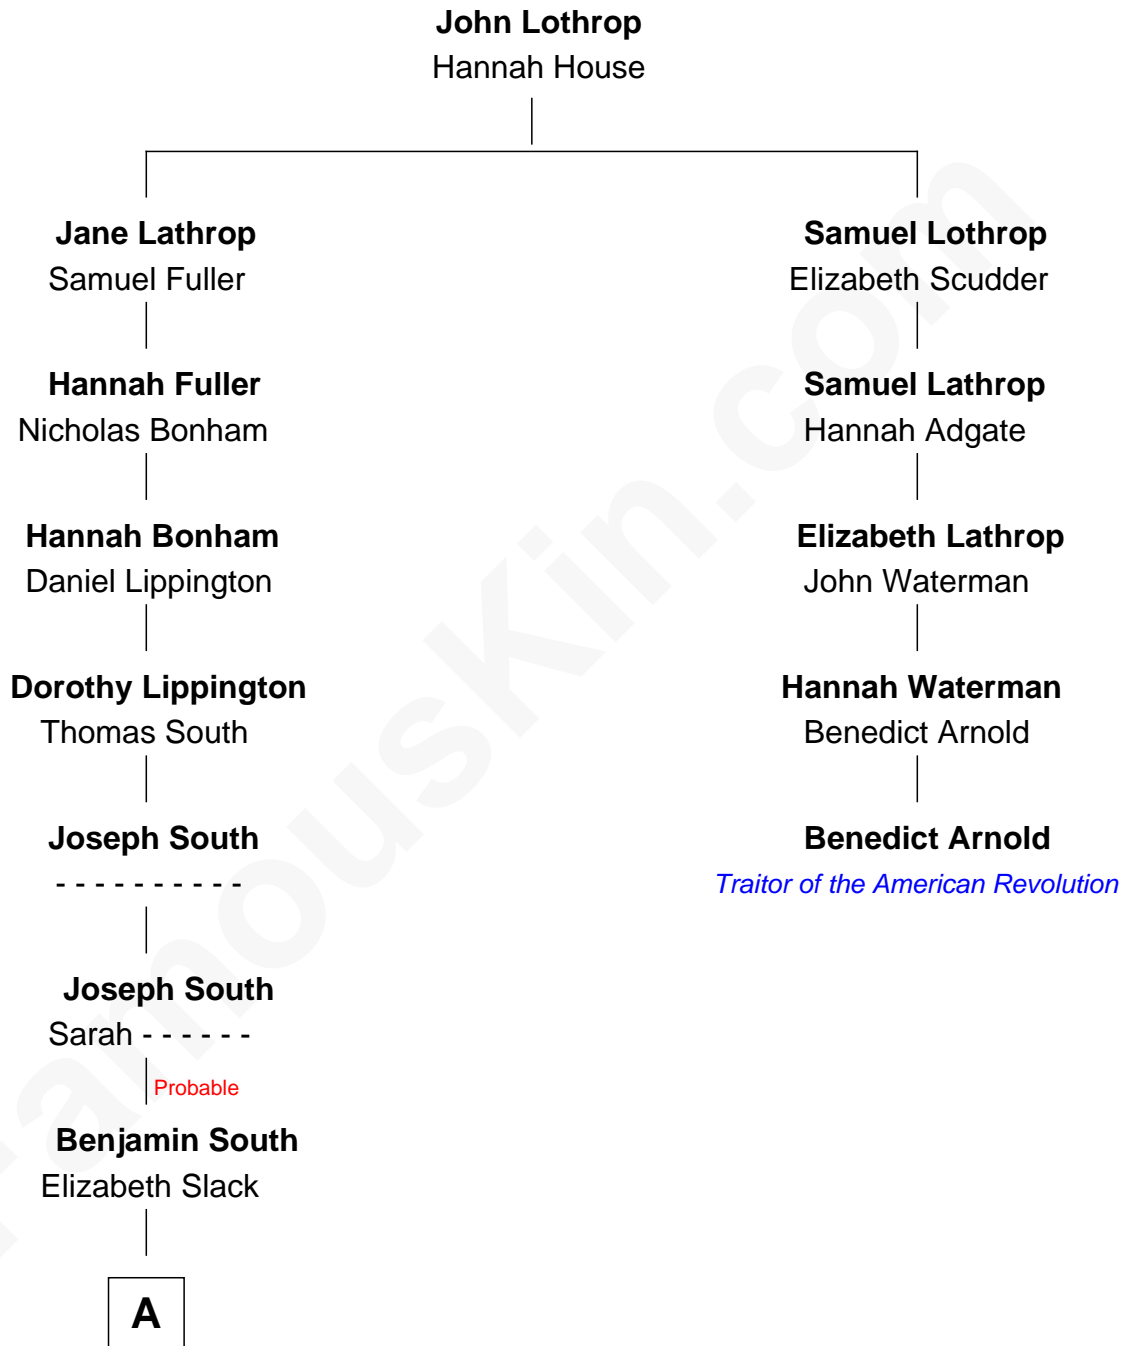 John Lothrop
Hannah House
Jane Lathrop
Samuel Fuller
Samuel Lothrop
Elizabeth Scudder
Hannah Fuller
Nicholas Bonham
Samuel Lathrop
Hannah Adgate
Hannah Bonham
Daniel Lippington
Elizabeth Lathrop
John Waterman
Dorothy Lippington
Thomas South
Hannah Waterman
Benedict Arnold
Joseph South
- - - - - - - - - -
Benedict Arnold
Traitor of the American Revolution
Joseph South
Sarah - - - - - -
Probable
Benjamin South
Elizabeth Slack
A
FamousKin.com